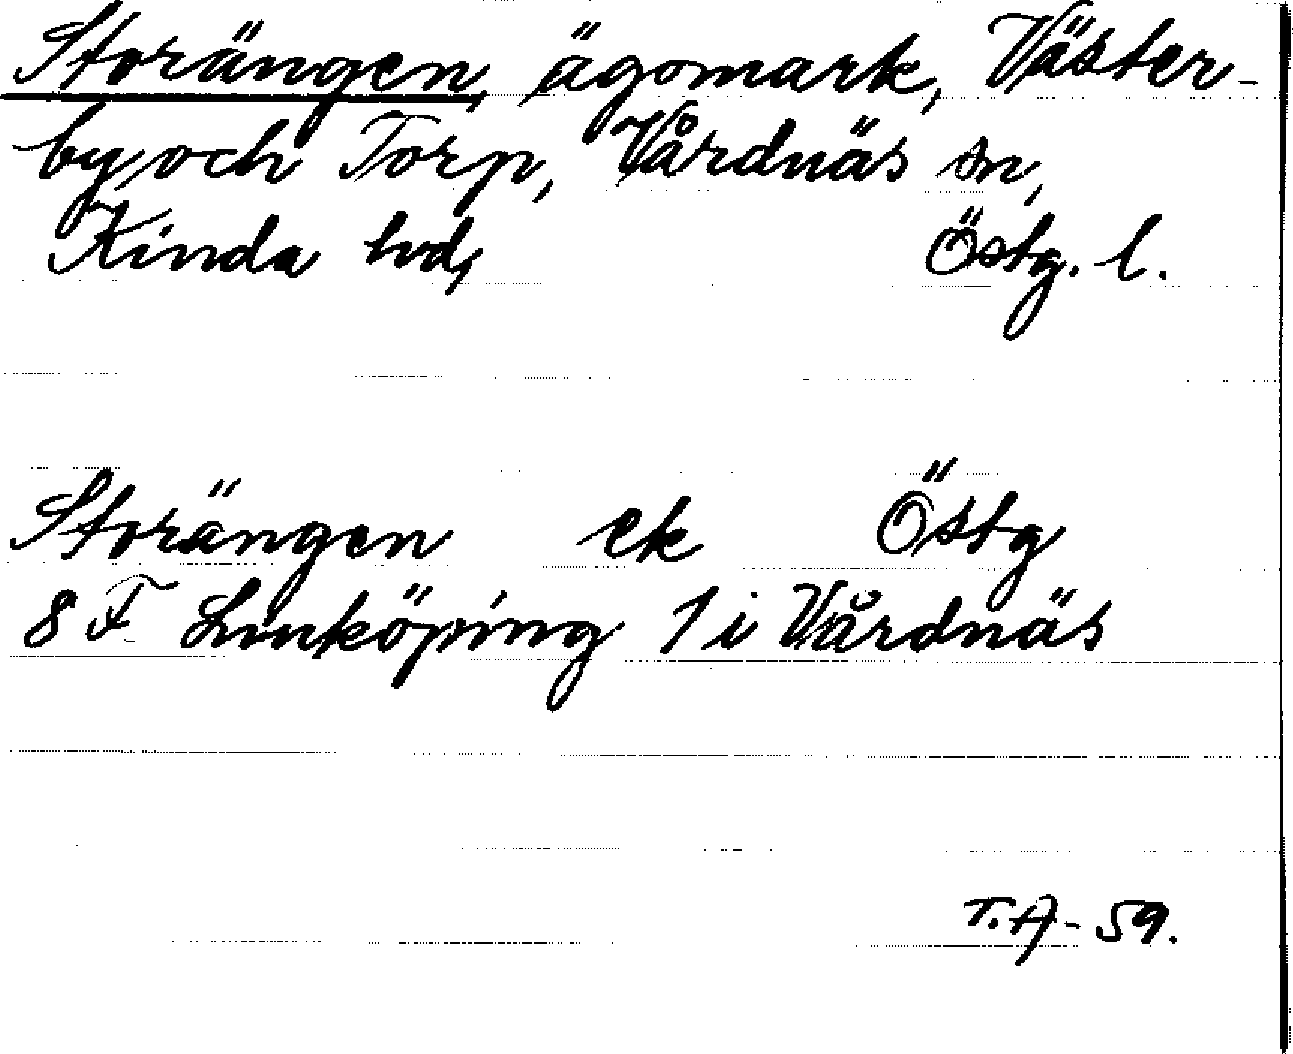 Storängen, ägomark, Väster-
by och Torp, Vårdnäs sn,
Kinda hd, Östg. l.
Storängen ek Östg
8 F Linköping 1 i Vårdnäs
T.A-59.